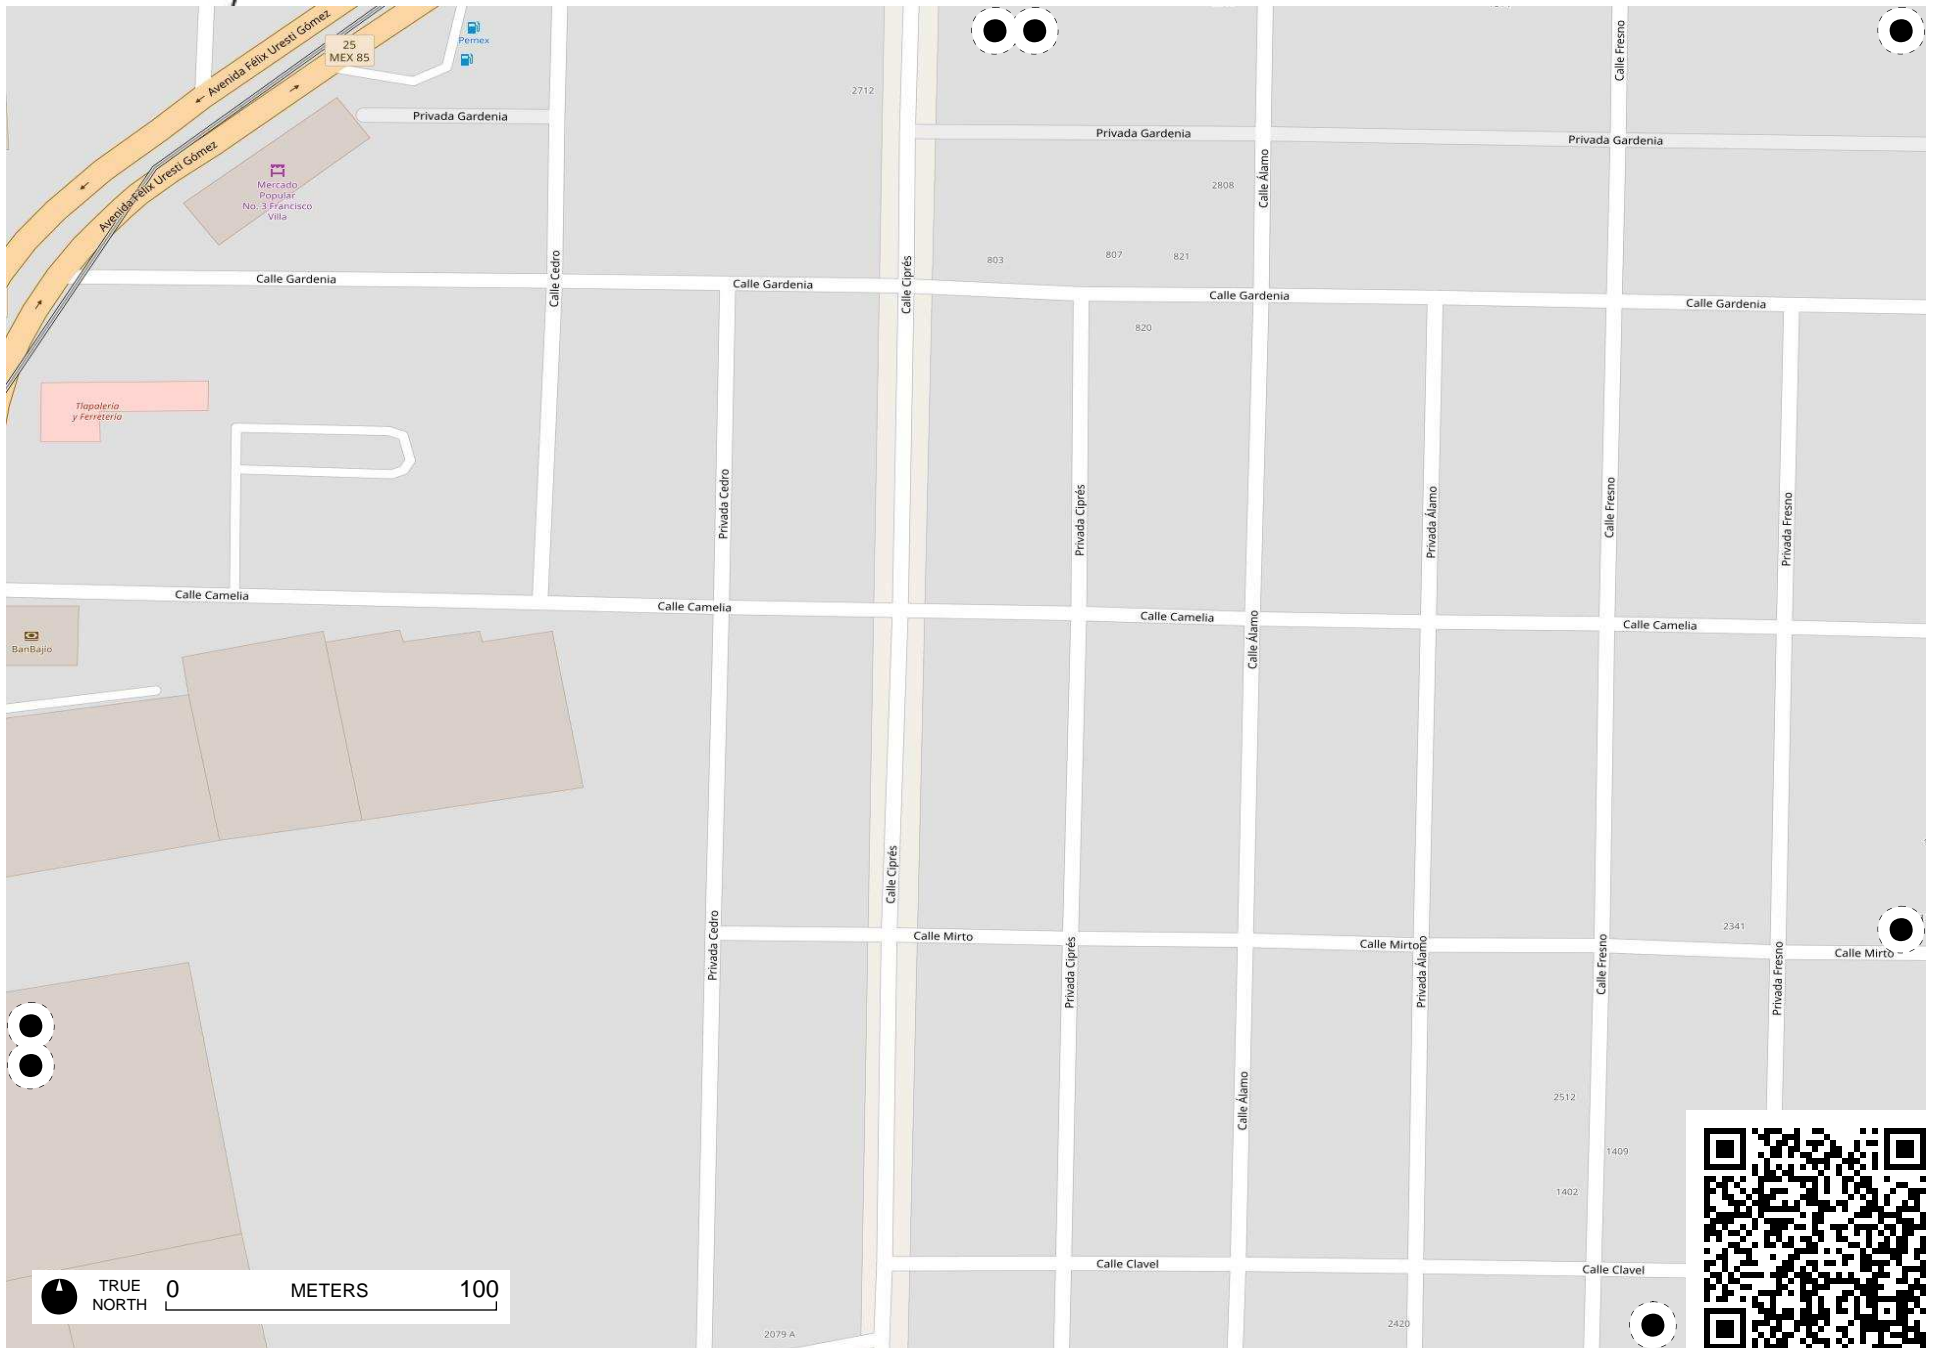 Avenida Félix Uresti Gómez
Pemex
25
MEX 85
Calle Fresno
2712
Privada Gardenia
Privada Gardenia
Privada Gardenia
Avenida Félix Uresti Gómez
Calle Álamo
Mercado
Popular
No. 3 Francisco
Villa
2808
803
807
821
Calle Cedro
Calle Ciprés
Calle Gardenia
Calle Gardenia
Calle Gardenia
Calle Gardenia
820
Tlapalería
y Ferretería
Privada Cedro
Privada Ciprés
Privada Álamo
Calle Fresno
Privada Fresno
Calle Camelia
Calle Camelia
Calle Camelia
Calle Camelia
Calle Álamo
BanBajío
Calle Ciprés
2341
Calle Mirto
Calle Mirto
Calle Mirto
Privada Cedro
Privada Ciprés
Privada Álamo
Calle Fresno
Privada Fresno
Calle Álamo
2512
1409
1402
Calle Clavel
Calle Clavel
TRUE
NORTH
0 METERS 100
2079 A
2420